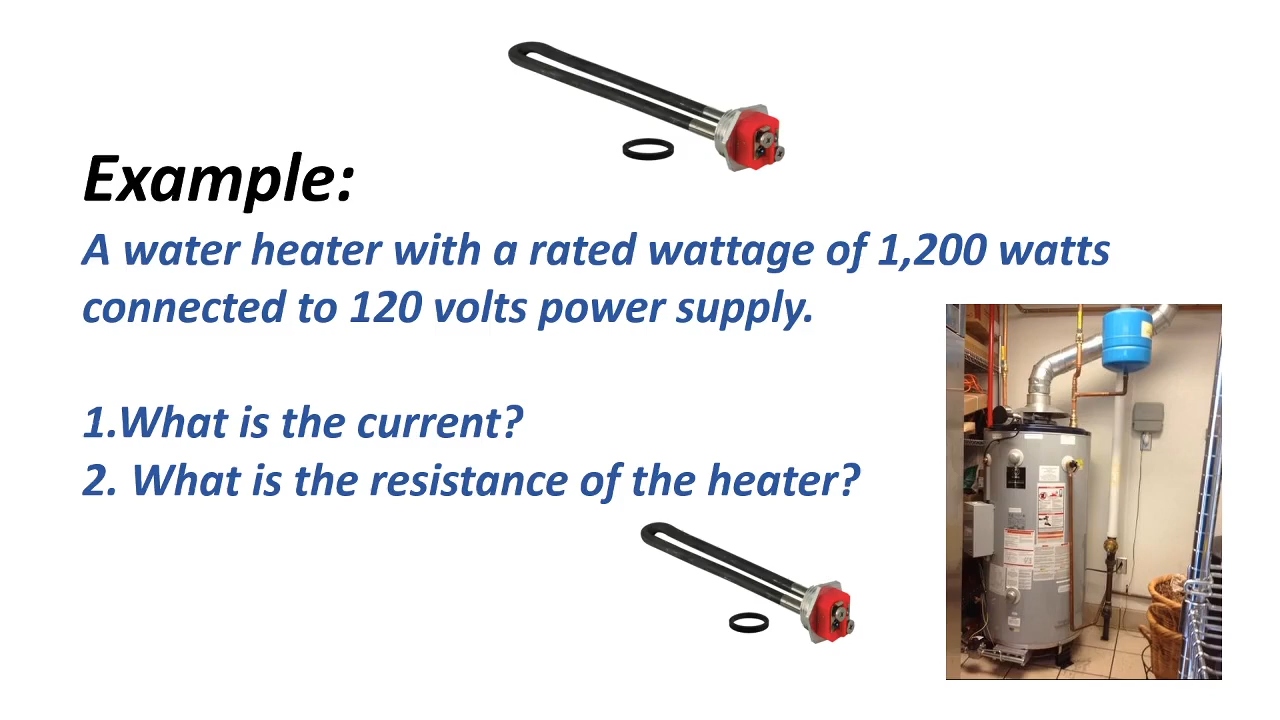 Example:
A water heater with a rated wattage of 1,200 watts
connected to 120 volts power supply.
1.What is the current?
2. What is the resistance of the heater?